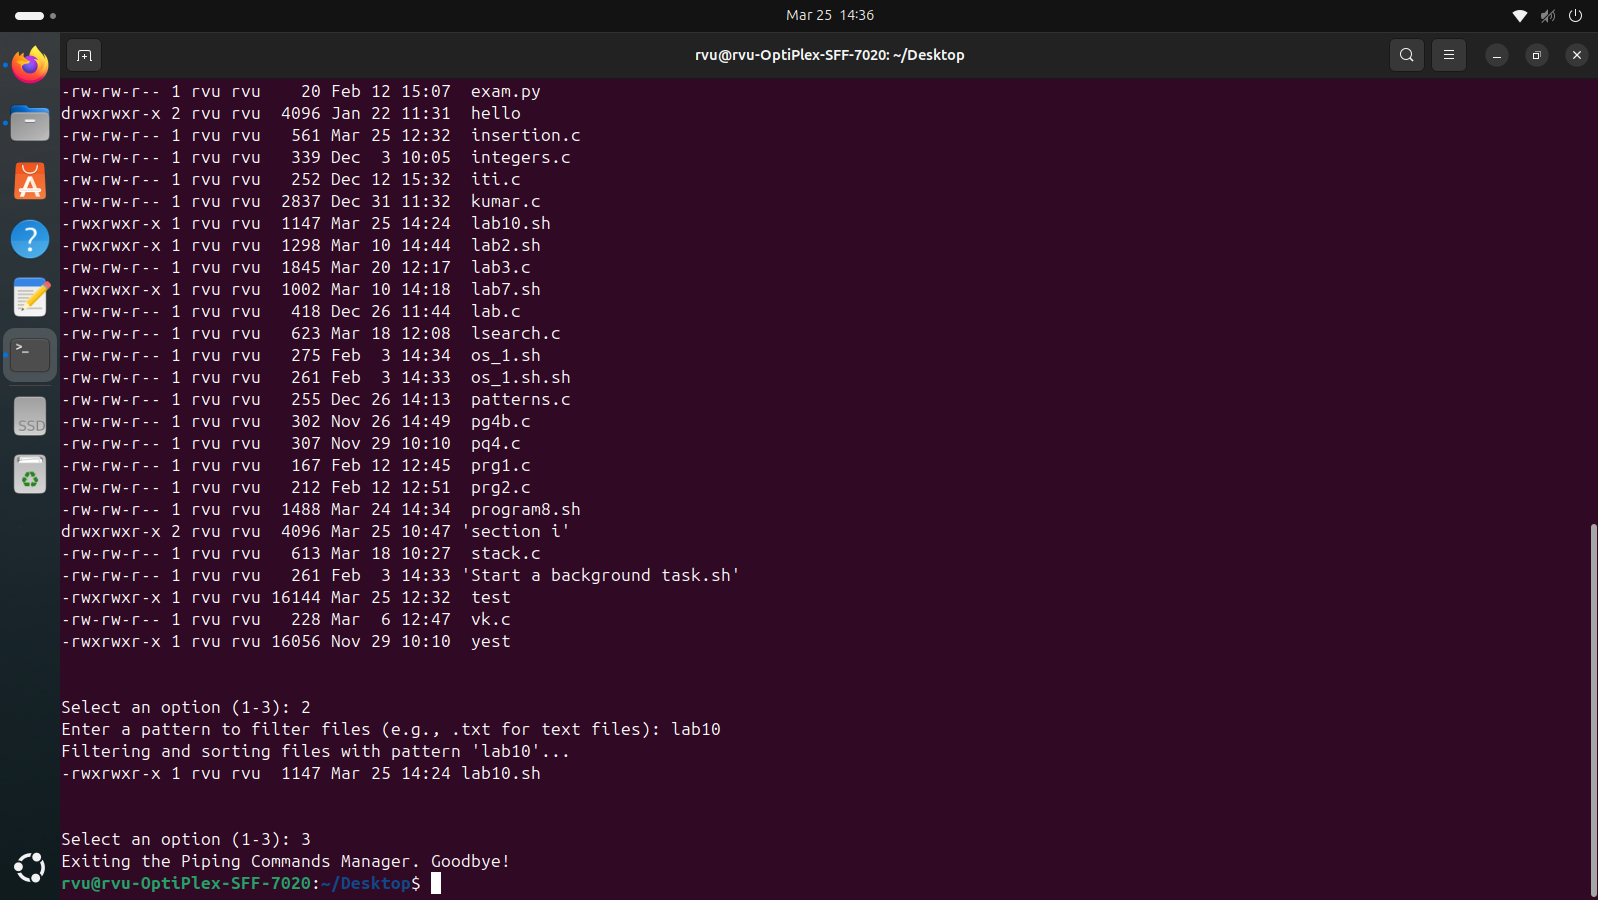 Mar 25  14:36
rvu@rvu-OptiPlex-SFF-7020: ~/Desktop
-rw-rw-r-- 1 rvu rvu    20 Feb 12 15:07  exam.py
drwxrwxr-x 2 rvu rvu  4096 Jan 22 11:31  hello
-rw-rw-r-- 1 rvu rvu   561 Mar 25 12:32  insertion.c
-rw-rw-r-- 1 rvu rvu   339 Dec  3 10:05  integers.c
-rw-rw-r-- 1 rvu rvu   252 Dec 12 15:32  iti.c
-rw-rw-r-- 1 rvu rvu  2837 Dec 31 11:32  kumar.c
-rwxrwxr-x 1 rvu rvu  1147 Mar 25 14:24  lab10.sh
-rwxrwxr-x 1 rvu rvu  1298 Mar 10 14:44  lab2.sh
-rw-rw-r-- 1 rvu rvu  1845 Mar 20 12:17  lab3.c
-rwxrwxr-x 1 rvu rvu  1002 Mar 10 14:18  lab7.sh
-rw-rw-r-- 1 rvu rvu   418 Dec 26 11:44  lab.c
-rw-rw-r-- 1 rvu rvu   623 Mar 18 12:08  lsearch.c
-rw-rw-r-- 1 rvu rvu   275 Feb  3 14:34  os_1.sh
-rw-rw-r-- 1 rvu rvu   261 Feb  3 14:33  os_1.sh.sh
-rw-rw-r-- 1 rvu rvu   255 Dec 26 14:13  patterns.c
-rw-rw-r-- 1 rvu rvu   302 Nov 26 14:49  pg4b.c
-rw-rw-r-- 1 rvu rvu   307 Nov 29 10:10  pq4.c
-rw-rw-r-- 1 rvu rvu   167 Feb 12 12:45  prg1.c
-rw-rw-r-- 1 rvu rvu   212 Feb 12 12:51  prg2.c
-rw-rw-r-- 1 rvu rvu  1488 Mar 24 14:34  program8.sh
drwxrwxr-x 2 rvu rvu  4096 Mar 25 10:47 'section i'
-rw-rw-r-- 1 rvu rvu   613 Mar 18 10:27  stack.c
-rw-rw-r-- 1 rvu rvu   261 Feb  3 14:33 'Start a background task.sh'
-rwxrwxr-x 1 rvu rvu 16144 Mar 25 12:32  test
-rw-rw-r-- 1 rvu rvu   228 Mar  6 12:47  vk.c
-rwxrwxr-x 1 rvu rvu 16056 Nov 29 10:10  yest
Select an option (1-3): 2
Enter a pattern to filter files (e.g., .txt for text files): lab10
Filtering and sorting files with pattern 'lab10'...
-rwxrwxr-x 1 rvu rvu  1147 Mar 25 14:24 lab10.sh
Select an option (1-3): 3
Exiting the Piping Commands Manager. Goodbye!
rvu@rvu-OptiPlex-SFF-7020:~/Desktop$
SSD